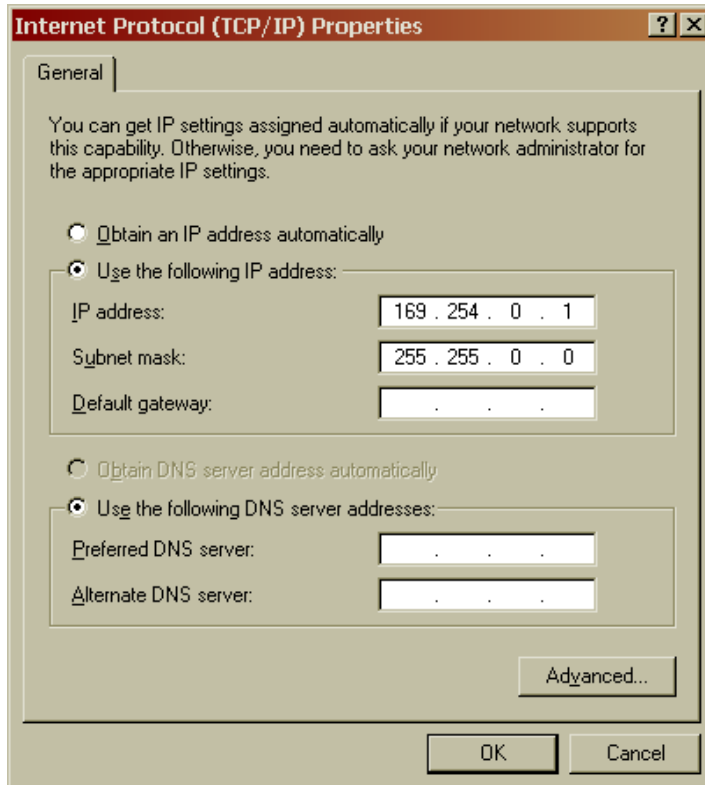 Internet Protocol (TCP/IP) Properties
General
You can get IP settings assigned automatically if your network supports
this capability. Otherwise, you need to ask your network administrator for
the appropriate IP settings.
Obtain an IP address automatically
Use the following IP address:
IP address: 169 . 254 . 0 . 1
Subnet mask: 255 . 255 . 0 . 0
Default gateway: . . .
Obtain DNS server address automatically
Use the following DNS server addresses:
Preferred DNS server: . . .
Alternate DNS server: . . .
Advanced...
OK Cancel